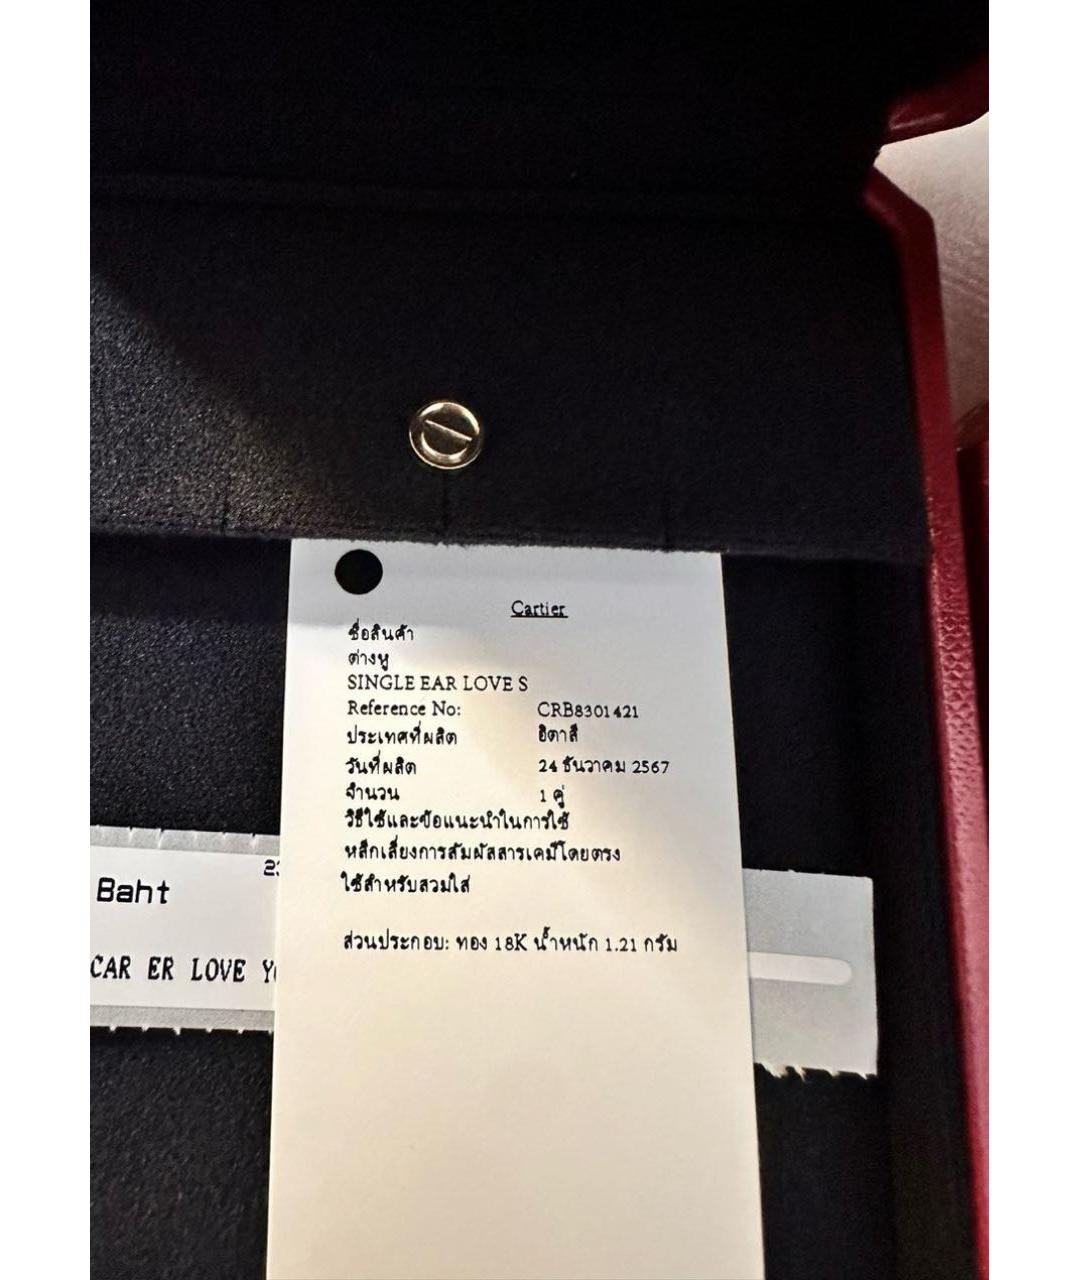 Cartier
ชื่อสินค้า
ต่างหู
SINGLE EAR LOVE S
Reference No: CRB8301421
ประเทศที่ผลิต อิตาลี
วันที่ผลิต 24 ธันวาคม 2567
จำนวน 1 คู่
วิธีใช้และข้อแนะนำในการใช้
หลีกเลี่ยงการสัมผัสสารเคมีโดยตรง
ใช้สำหรับสวมใส่
ส่วนประกอบ: ทอง 18K น้ำหนัก 1.21 กรัม
Baht
CAR ER LOVE